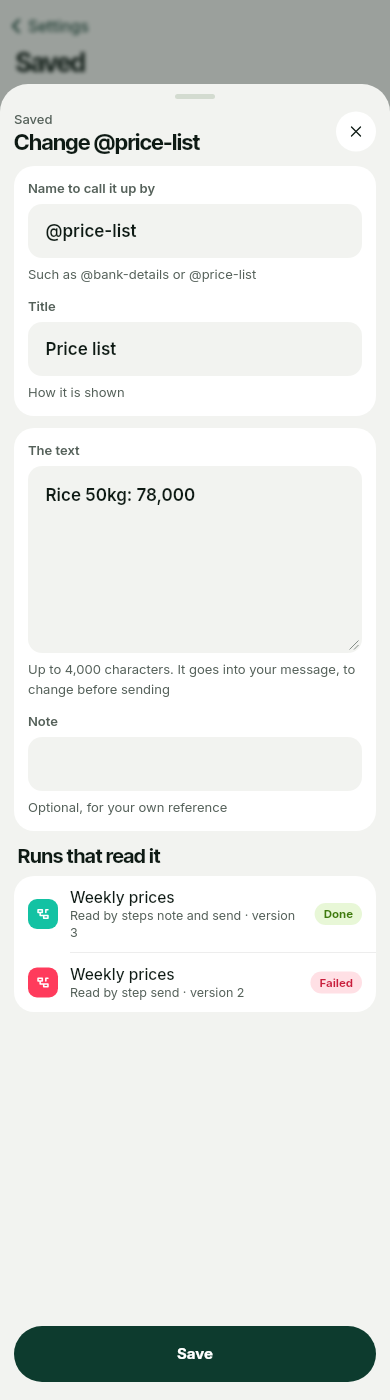 Settings
Saved
Saved
Change @price-list
Name to call it up by
@price-list
Such as @bank-details or @price-list
Title
Price list
How it is shown
The text
Rice 50kg: 78,000
Up to 4,000 characters. It goes into your message, to
change before sending
Note
Optional, for your own reference
Runs that read it
Weekly prices
Read by steps note and send · version
3
Done
Weekly prices
Read by step send · version 2
Failed
Save